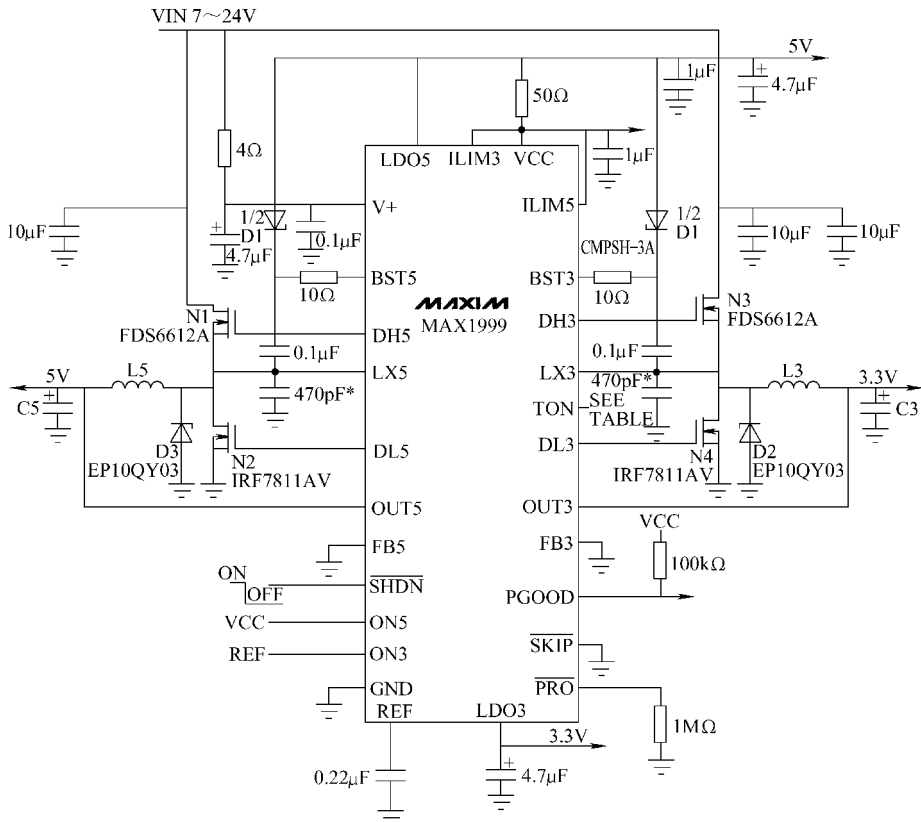 VIN 7～24V
5V
1μF
4.7μF
50Ω
4Ω
LDO5
ILIM3
VCC
1μF
V+
ILIM5
10μF
1/2
D1
4.7μF
0.1μF
1/2
D1
CMPSH-3A
10μF
10μF
BST5
10Ω
BST3
10Ω
MAXIM
MAX1999
N1
FDS6612A
DH5
DH3
N3
FDS6612A
0.1μF
0.1μF
5V
L5
LX5
LX3
L3
3.3V
C5
470pF*
470pF*
SEE
TABLE
TON
C3
D3
EP10QY03
N2
IRF7811AV
DL5
DL3
N4
IRF7811AV
D2
EP10QY03
OUT5
OUT3
FB5
FB3
VCC
100kΩ
ON
OFF
SHDN
PGOOD
VCC
ON5
REF
ON3
SKIP
GND
PRO
REF
LDO3
1MΩ
3.3V
0.22μF
4.7μF